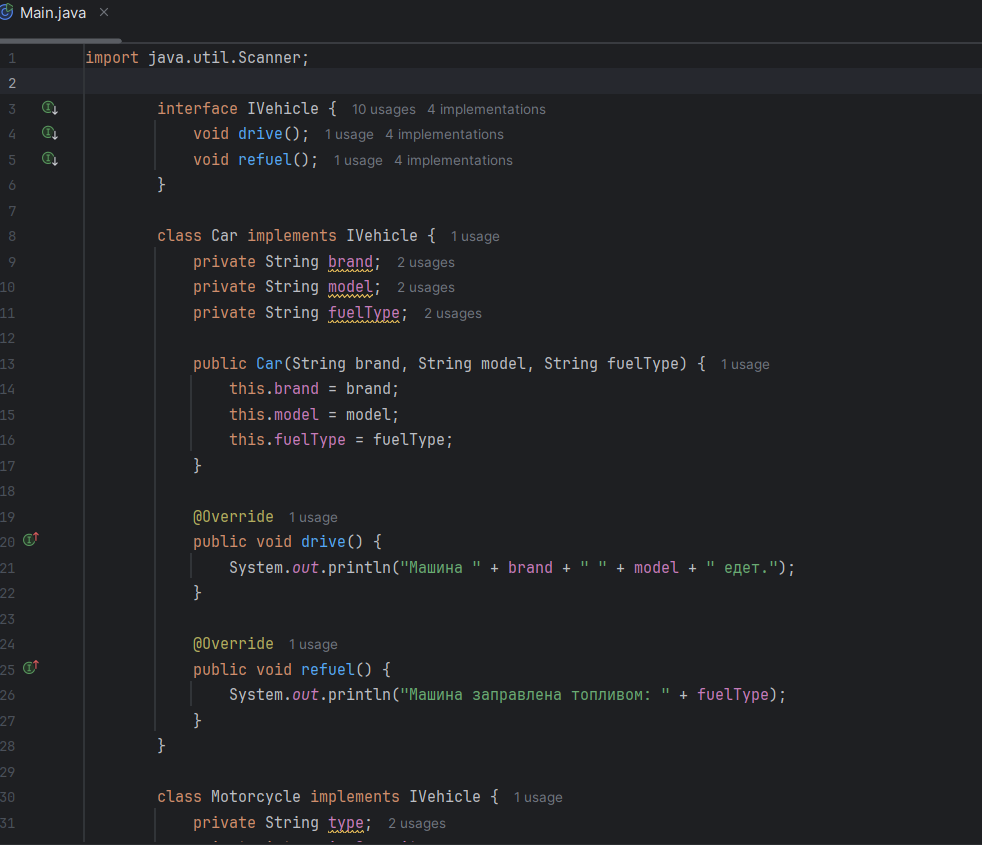 Main.java ×
1 import java.util.Scanner;
2
3 interface IVehicle { 10 usages 4 implementations
4 void drive(); 1 usage 4 implementations
5 void refuel(); 1 usage 4 implementations
6 }
7
8 class Car implements IVehicle { 1 usage
9 private String brand; 2 usages
10 private String model; 2 usages
11 private String fuelType; 2 usages
12
13 public Car(String brand, String model, String fuelType) { 1 usage
14 this.brand = brand;
15 this.model = model;
16 this.fuelType = fuelType;
17 }
18
19 @Override 1 usage
20 public void drive() {
21 System.out.println("Машина " + brand + " " + model + " едет.");
22 }
23
24 @Override 1 usage
25 public void refuel() {
26 System.out.println("Машина заправлена топливом: " + fuelType);
27 }
28 }
29
30 class Motorcycle implements IVehicle { 1 usage
31 private String type; 2 usages